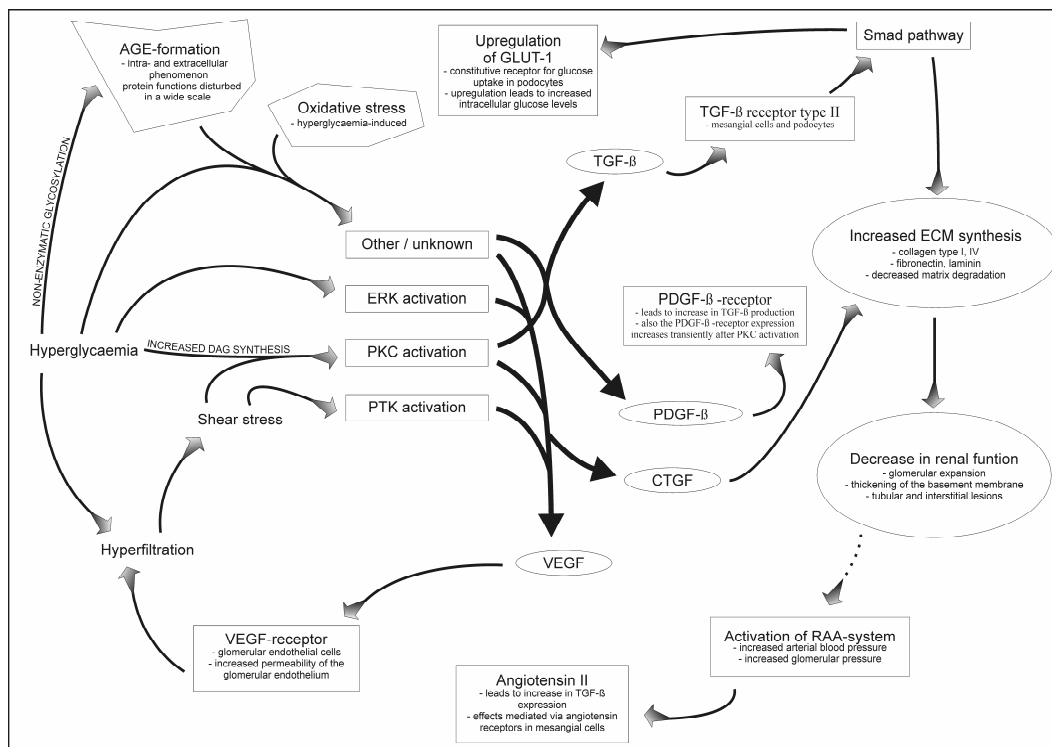 AGE-formation
- intra- and extracellular
phenomenon
protein functions disturbed
in a wide scale
Oxidative stress
- hyperglycaemia-induced
Upregulation
of GLUT-1
- constitutive receptor for glucose
uptake in podocytes
- upregulation leads to increased
intracellular glucose levels
Smad pathway
TGF-ß receptor type II
- mesangial cells and podocytes
TGF-ß
NON-ENZYMATIC GLYCOSYLATION
Other / unknown
ERK activation
Hyperglycaemia
INCREASED DAG SYNTHESIS
PKC activation
PTK activation
Shear stress
Increased ECM synthesis
- collagen type I, IV
- fibronectin, laminin
- decreased matrix degradation
PDGF-ß -receptor
- leads to increase in TGF-ß production
- also the PDGF-ß -receptor expression
increases transiently after PKC activation
PDGF-ß
CTGF
Decrease in renal funtion
- glomerular expansion
- thickening of the basement membrane
- tubular and interstitial lesions
Hyperfiltration
VEGF
VEGF-receptor
- glomerular endothelial cells
- increased permeability of the
glomerular endothelium
Activation of RAA-system
- increased arterial blood pressure
- increased glomerular pressure
Angiotensin II
- leads to increase in TGF-ß
expression
- effects mediated via angiotensin
receptors in mesangial cells